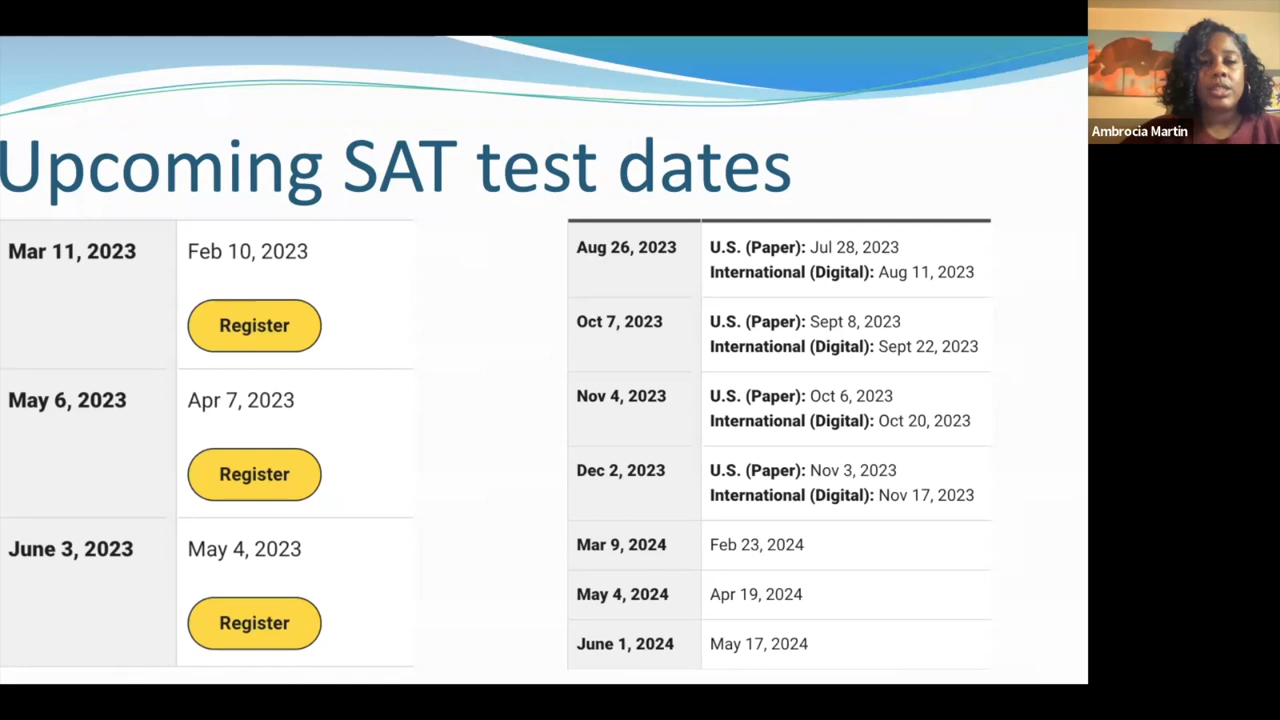 Upcoming SAT test dates
Mar 11, 2023
Feb 10, 2023
Register
May 6, 2023
Apr 7, 2023
Register
June 3, 2023
May 4, 2023
Register
Aug 26, 2023
U.S. (Paper): Jul 28, 2023
International (Digital): Aug 11, 2023
Oct 7, 2023
U.S. (Paper): Sept 8, 2023
International (Digital): Sept 22, 2023
Nov 4, 2023
U.S. (Paper): Oct 6, 2023
International (Digital): Oct 20, 2023
Dec 2, 2023
U.S. (Paper): Nov 3, 2023
International (Digital): Nov 17, 2023
Mar 9, 2024
Feb 23, 2024
May 4, 2024
Apr 19, 2024
June 1, 2024
May 17, 2024
Ambrocia Martin